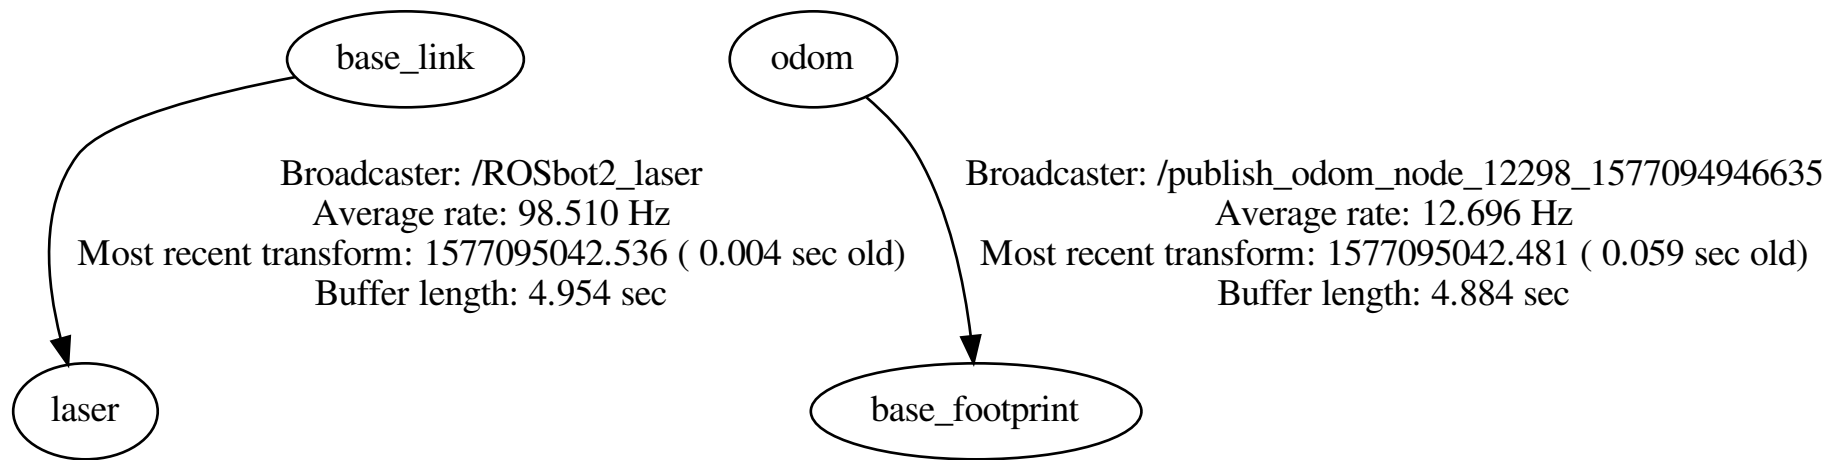 base_link
odom
Broadcaster: /ROSbot2_laser
Average rate: 98.510 Hz
Most recent transform: 1577095042.536 ( 0.004 sec old)
Buffer length: 4.954 sec
Broadcaster: /publish_odom_node_12298_1577094946635
Average rate: 12.696 Hz
Most recent transform: 1577095042.481 ( 0.059 sec old)
Buffer length: 4.884 sec
laser
base_footprint